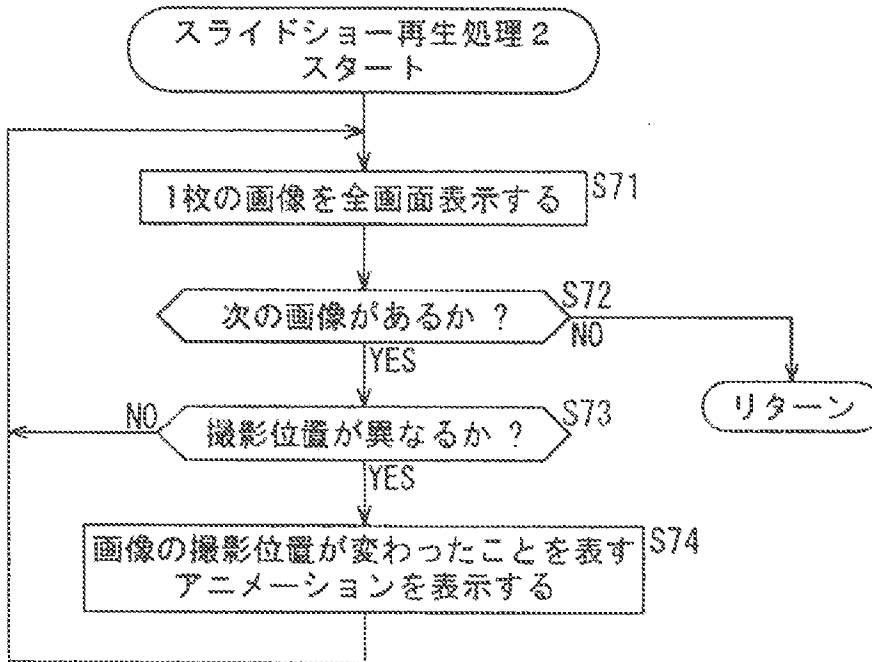 スライドショー再生処理2
スタート
1枚の画像を全画面表示する
S71
次の画像があるか ?
S72
NO
YES
リターン
NO
撮影位置が異なるか ?
S73
YES
画像の撮影位置が変わったことを表す
アニメーションを表示する
S74